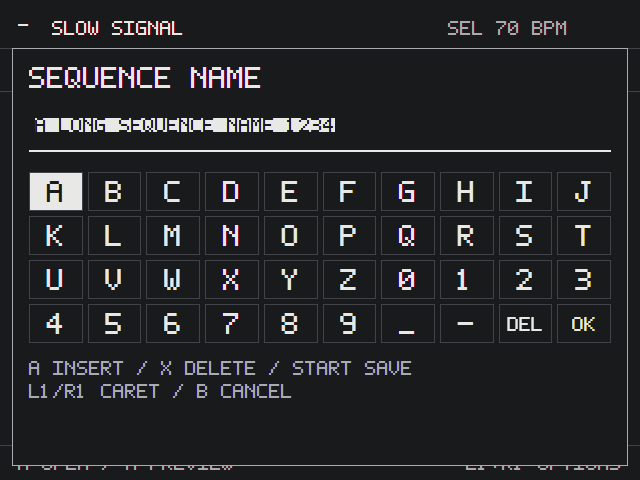 – SLOW SIGNAL SEL 70 BPM
SEQUENCE NAME
A LONG SEQUENCE NAME 1234
A B C D E F G H I J
K L M N O P Q R S T
U V W X Y Z 0 1 2 3
4 5 6 7 8 9 _ – DEL OK
A INSERT / X DELETE / START SAVE
L1/R1 CARET / B CANCEL
OPTIONS